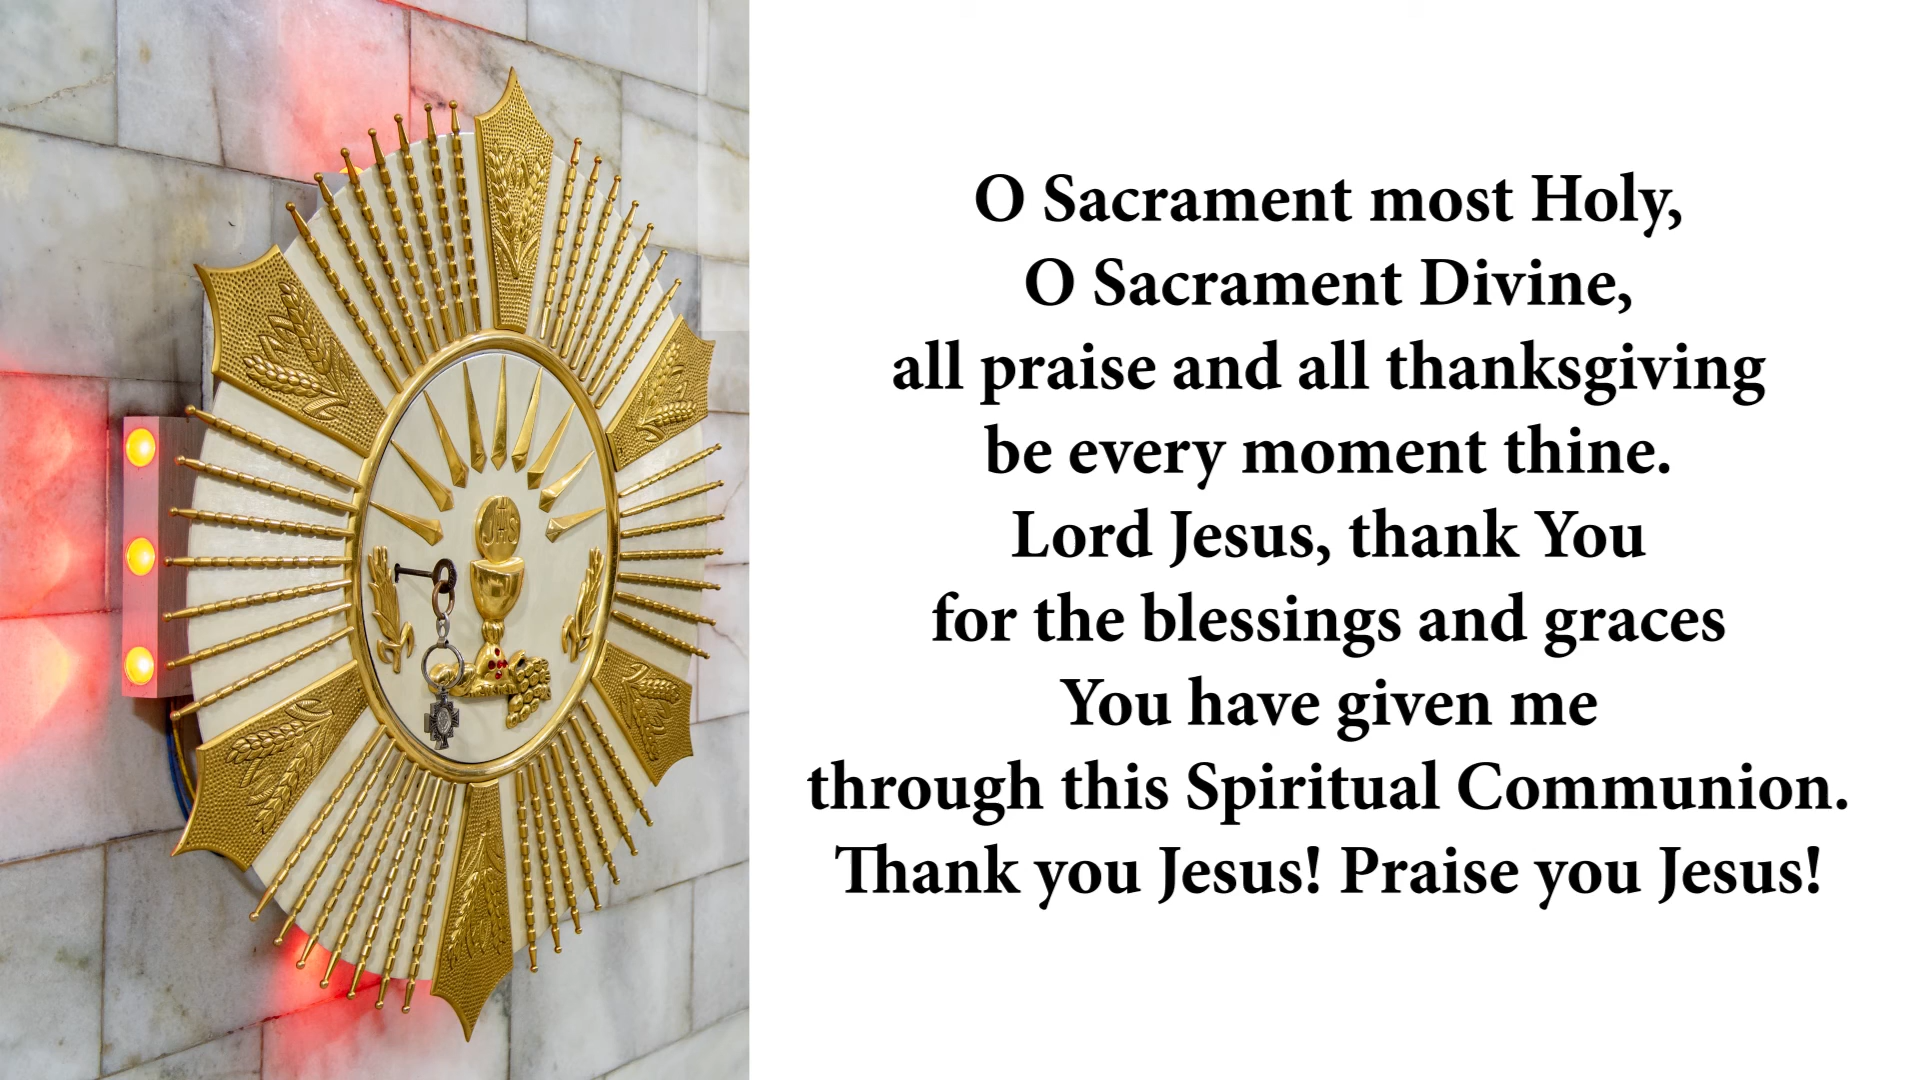 JHS
O Sacrament most Holy,
O Sacrament Divine,
all praise and all thanksgiving
be every moment thine.
Lord Jesus, thank You
for the blessings and graces
You have given me
through this Spiritual Communion.
Thank you Jesus! Praise you Jesus!